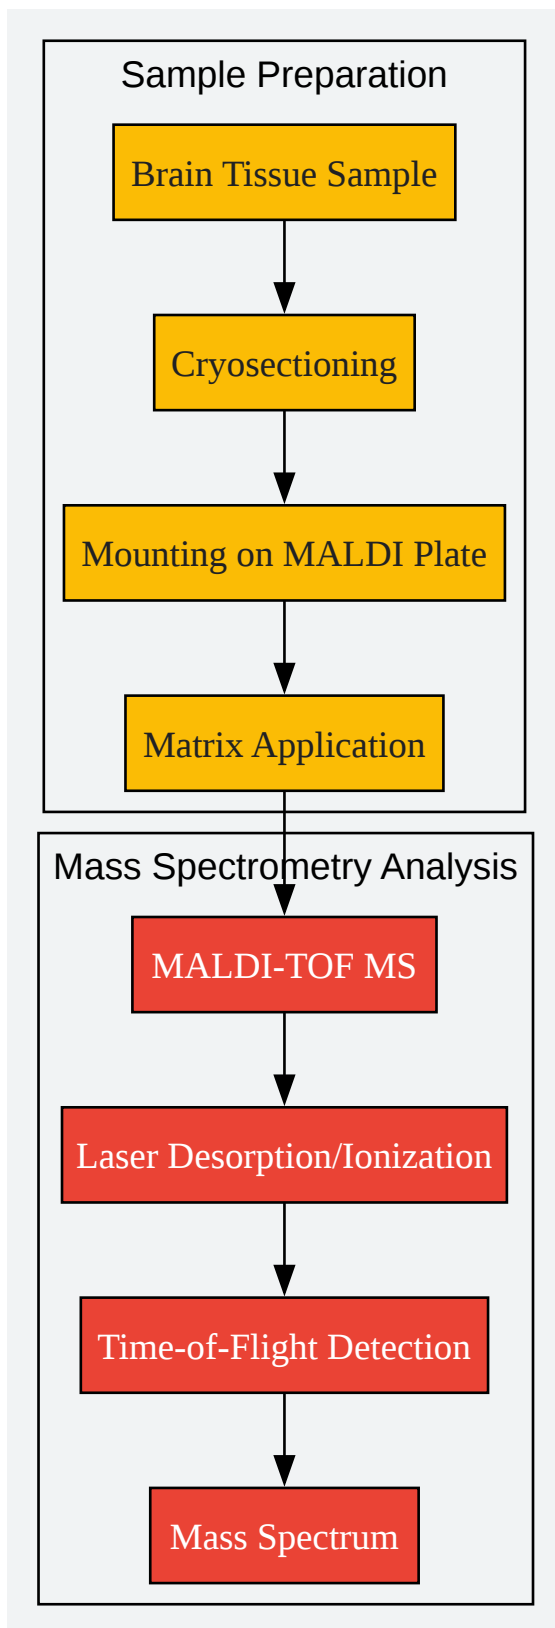 Sample Preparation
Brain Tissue Sample
Cryosectioning
Mounting on MALDI Plate
Matrix Application
Mass Spectrometry Analysis
MALDI-TOF MS
Laser Desorption/Ionization
Time-of-Flight Detection
Mass Spectrum